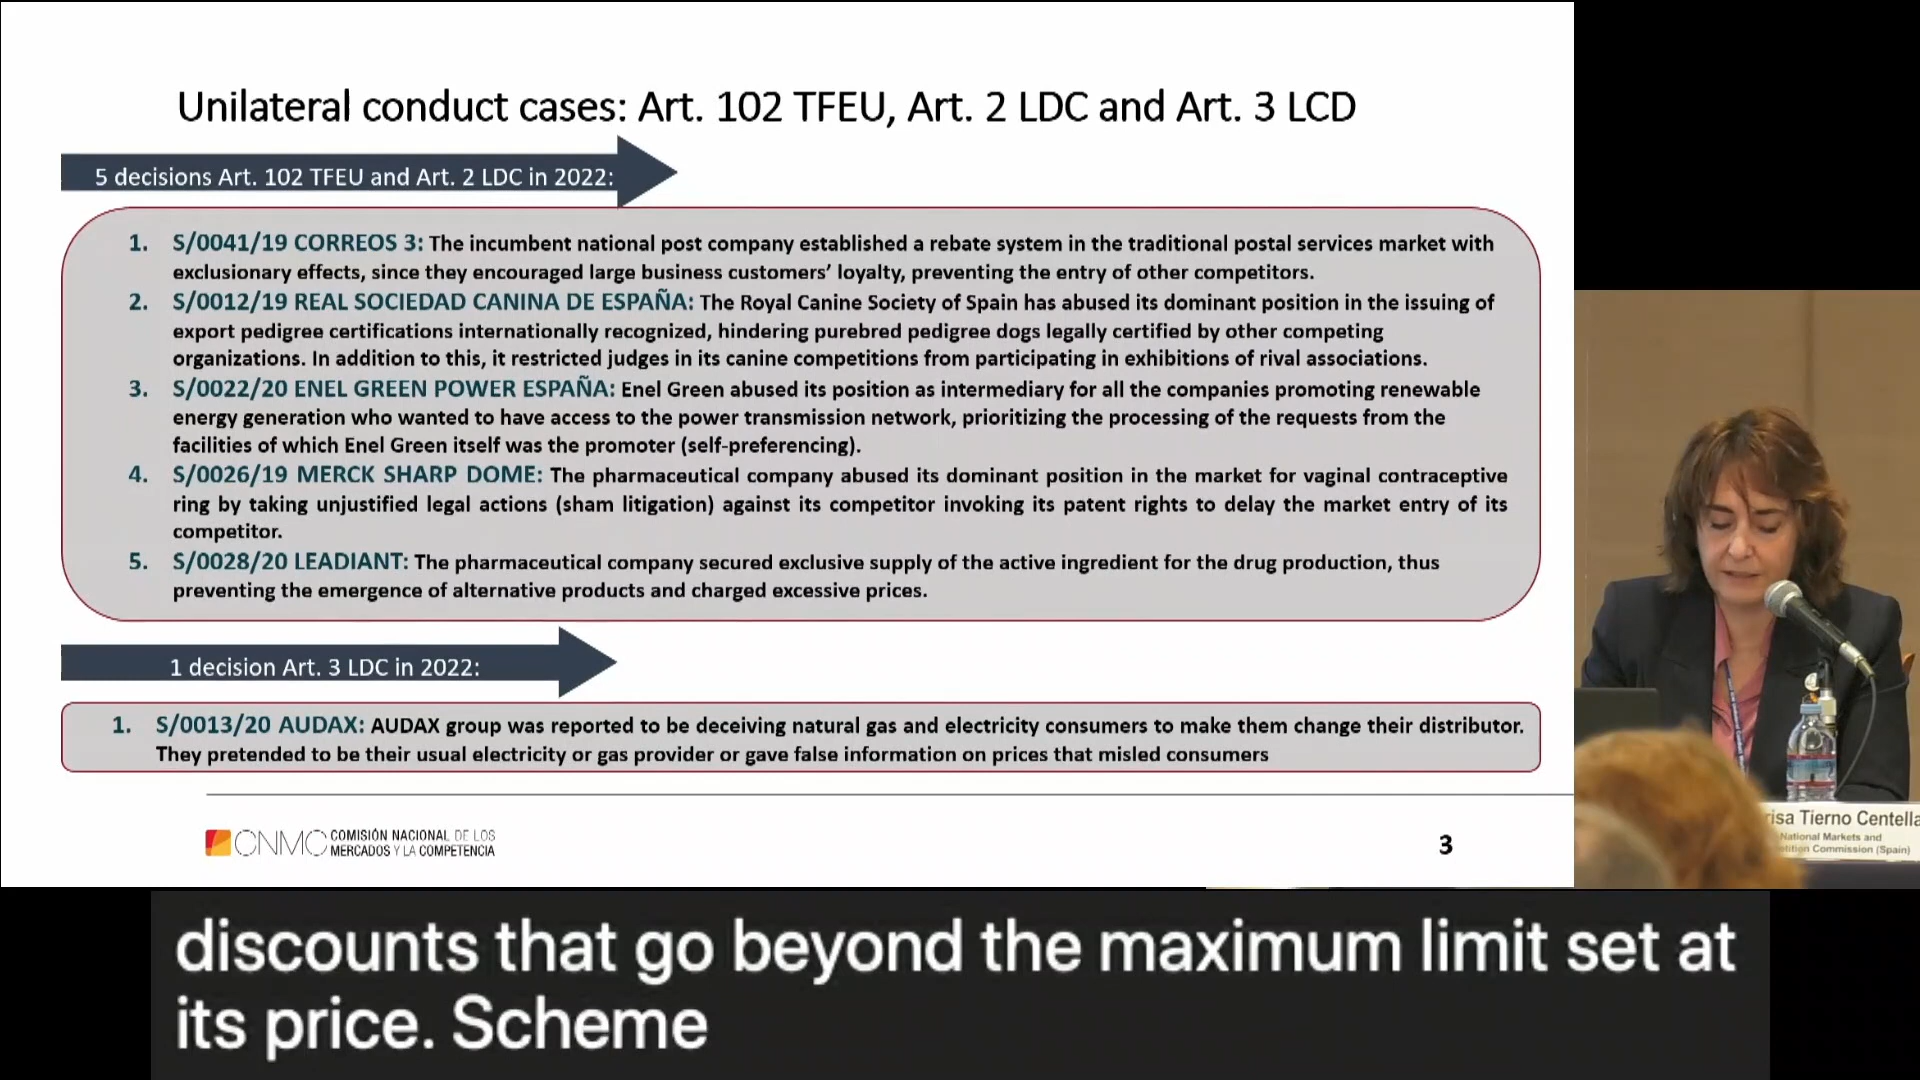 Unilateral conduct cases: Art. 102 TFEU, Art. 2 LDC and Art. 3 LCD
5 decisions Art. 102 TFEU and Art. 2 LDC in 2022:
1. S/0041/19 CORREOS 3: The incumbent national post company established a rebate system in the traditional postal services market with
exclusionary effects, since they encouraged large business customers’ loyalty, preventing the entry of other competitors.
2. S/0012/19 REAL SOCIEDAD CANINA DE ESPAÑA: The Royal Canine Society of Spain has abused its dominant position in the issuing of
export pedigree certifications internationally recognized, hindering purebred pedigree dogs legally certified by other competing
organizations. In addition to this, it restricted judges in its canine competitions from participating in exhibitions of rival associations.
3. S/0022/20 ENEL GREEN POWER ESPAÑA: Enel Green abused its position as intermediary for all the companies promoting renewable
energy generation who wanted to have access to the power transmission network, prioritizing the processing of the requests from the
facilities of which Enel Green itself was the promoter (self-preferencing).
4. S/0026/19 MERCK SHARP DOME: The pharmaceutical company abused its dominant position in the market for vaginal contraceptive
ring by taking unjustified legal actions (sham litigation) against its competitor invoking its patent rights to delay the market entry of its
competitor.
5. S/0028/20 LEADIANT: The pharmaceutical company secured exclusive supply of the active ingredient for the drug production, thus
preventing the emergence of alternative products and charged excessive prices.
1 decision Art. 3 LDC in 2022:
1. S/0013/20 AUDAX: AUDAX group was reported to be deceiving natural gas and electricity consumers to make them change their distributor.
They pretended to be their usual electricity or gas provider or gave false information on prices that misled consumers
CNMC COMISIÓN NACIONAL DE LOS
MERCADOS Y LA COMPETENCIA
3
risa Tierno Centella
National Markets and
tition Commission (Spain)
discounts that go beyond the maximum limit set at
its price. Scheme